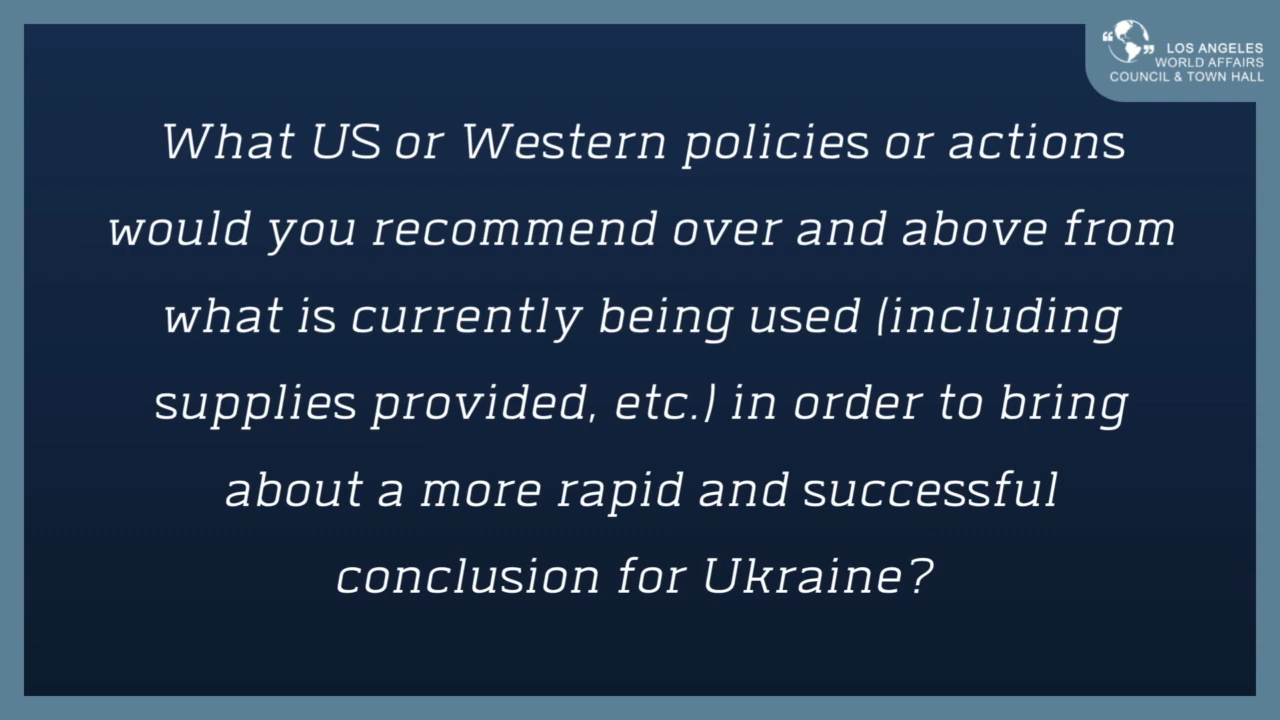 LOS ANGELES
WORLD AFFAIRS
COUNCIL & TOWN HALL
What US or Western policies or actions
would you recommend over and above from
what is currently being used (including
supplies provided, etc.) in order to bring
about a more rapid and successful
conclusion for Ukraine?